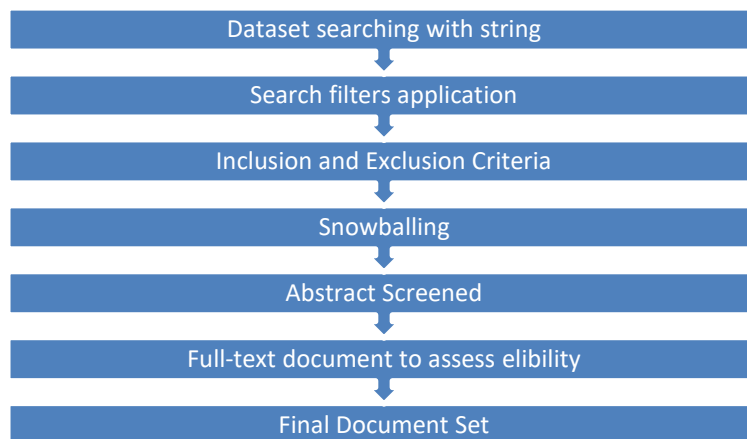 Dataset searching with string
Search filters application
Inclusion and Exclusion Criteria
Snowballing
Abstract Screened
Full-text document to assess elibility
Final Document Set